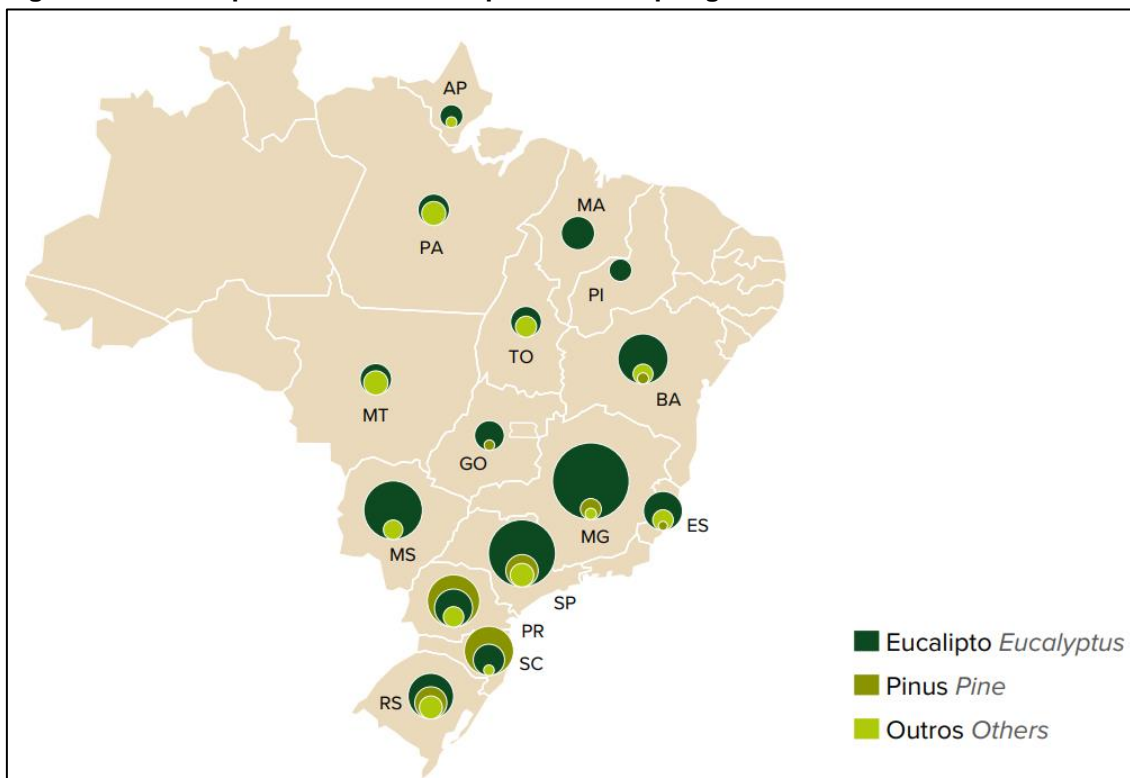 AP
PA
MA
PI
TO
BA
MT
GO
MG
ES
MS
SP
PR
SC
RS
Eucalipto Eucalyptus
Pinus Pine
Outros Others